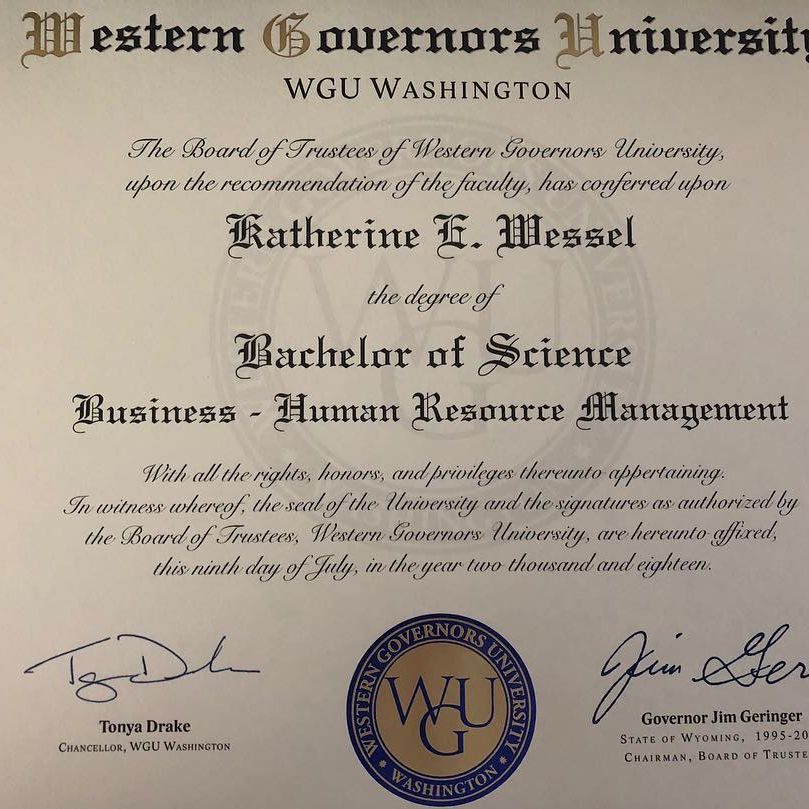 Western Governors University
WGU WASHINGTON
The Board of Trustees of Western Governors University,
upon the recommendation of the faculty, has conferred upon
Katherine E. Wessel
the degree of
Bachelor of Science
Business - Human Resource Management
With all the rights, honors, and privileges thereunto appertaining.
In witness whereof, the seal of the University and the signatures as authorized by
the Board of Trustees, Western Governors University, are hereunto affixed,
this ninth day of July, in the year two thousand and eighteen.
Tonya Drake
CHANCELLOR, WGU WASHINGTON
WESTERN GOVERNORS UNIVERSITY
WGU
WASHINGTON
Jim Ger
Governor Jim Geringer
STATE OF WYOMING, 1995-20
CHAIRMAN, BOARD OF TRUSTE